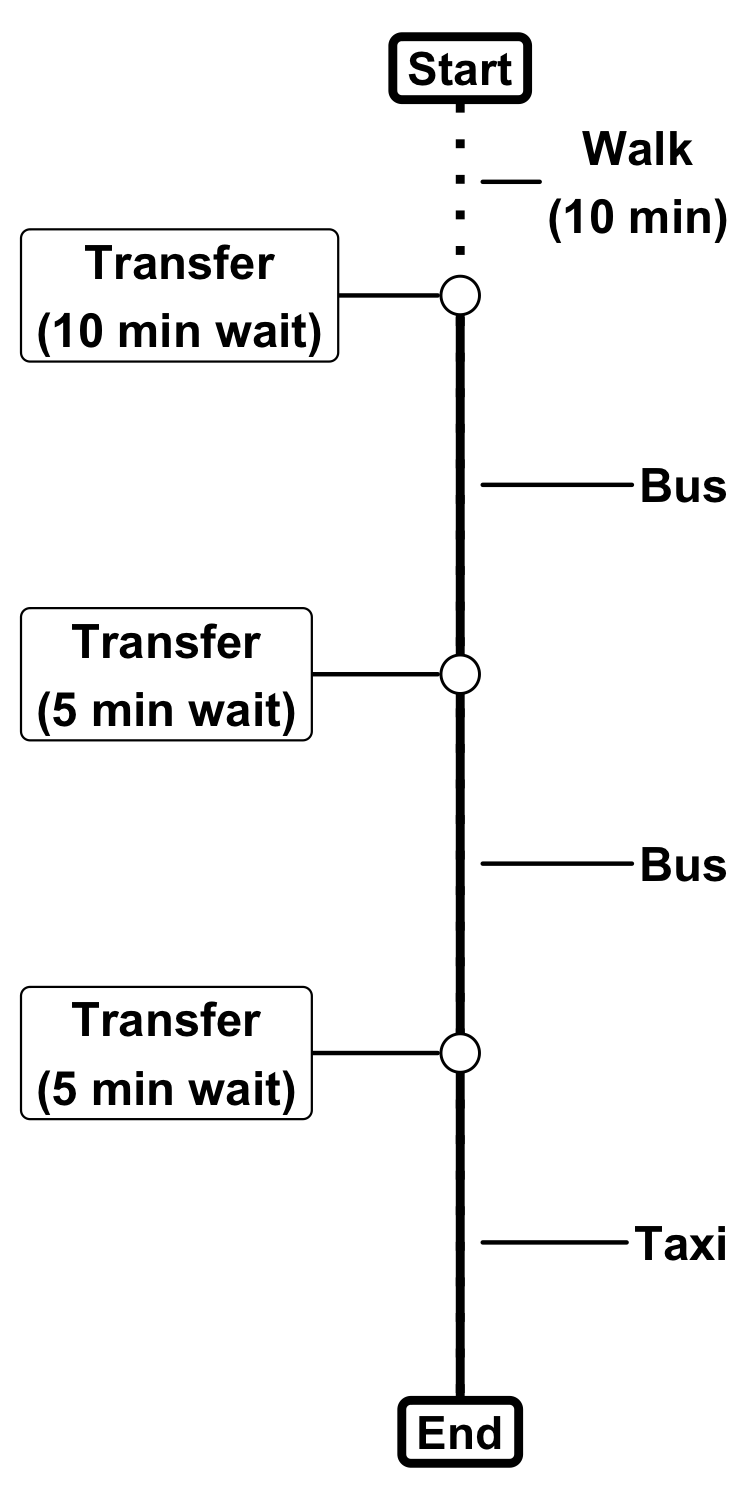 Start
Walk
(10 min)
Transfer
(10 min wait)
Bus
Transfer
(5 min wait)
Bus
Transfer
(5 min wait)
Taxi
End